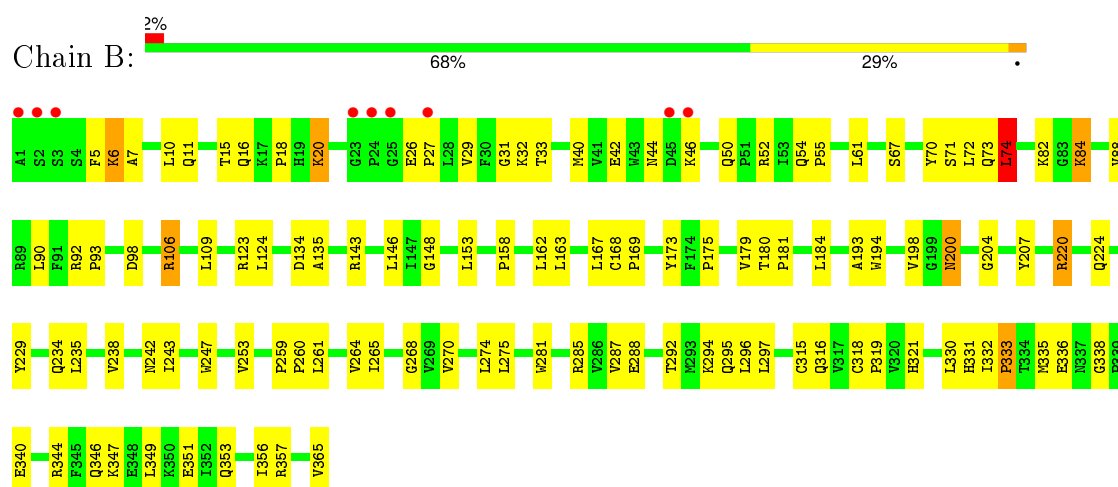 2%
Chain B:
68% 29% •
A1 S2 S3 S4 F5 K6 A7 L10 Q11 T15 Q16 K17 P18 H19 K20 G23 P24 G25 E26 P27 L28 V29 F30 G31 K32 T33 M40 V41 E42 W43 N44 D45 K46 Q50 P51 R52 I53 Q54 P55 L61 S67 Y70 S71 L72 Q73 L74 K82 G83 K84
R89 L90 F91 R92 P93 D98 R106 L109 R123 L124 D134 A135 R143 L146 I147 G148 L153 P158 L162 L163 L167 C168 P169 Y173 F174 P175 V179 T180 P181 L184 A193 W194 V198 G199 N200 G204 Y207 R220 Q224
Y229 Q234 L235 V238 N242 I243 W247 V253 P259 P260 L261 V264 I265 G268 V269 V270 L274 L275 W281 R285 V286 V287 E288 T292 M293 K294 Q295 L296 L297 C315 Q316 V317 C318 P319 V320 H321 L330 H331 I332 P333 T334 M335 E336 N337 G338
E340 R344 F345 Q346 K347 E348 L349 K350 E351 I352 Q353 I356 R357 V365